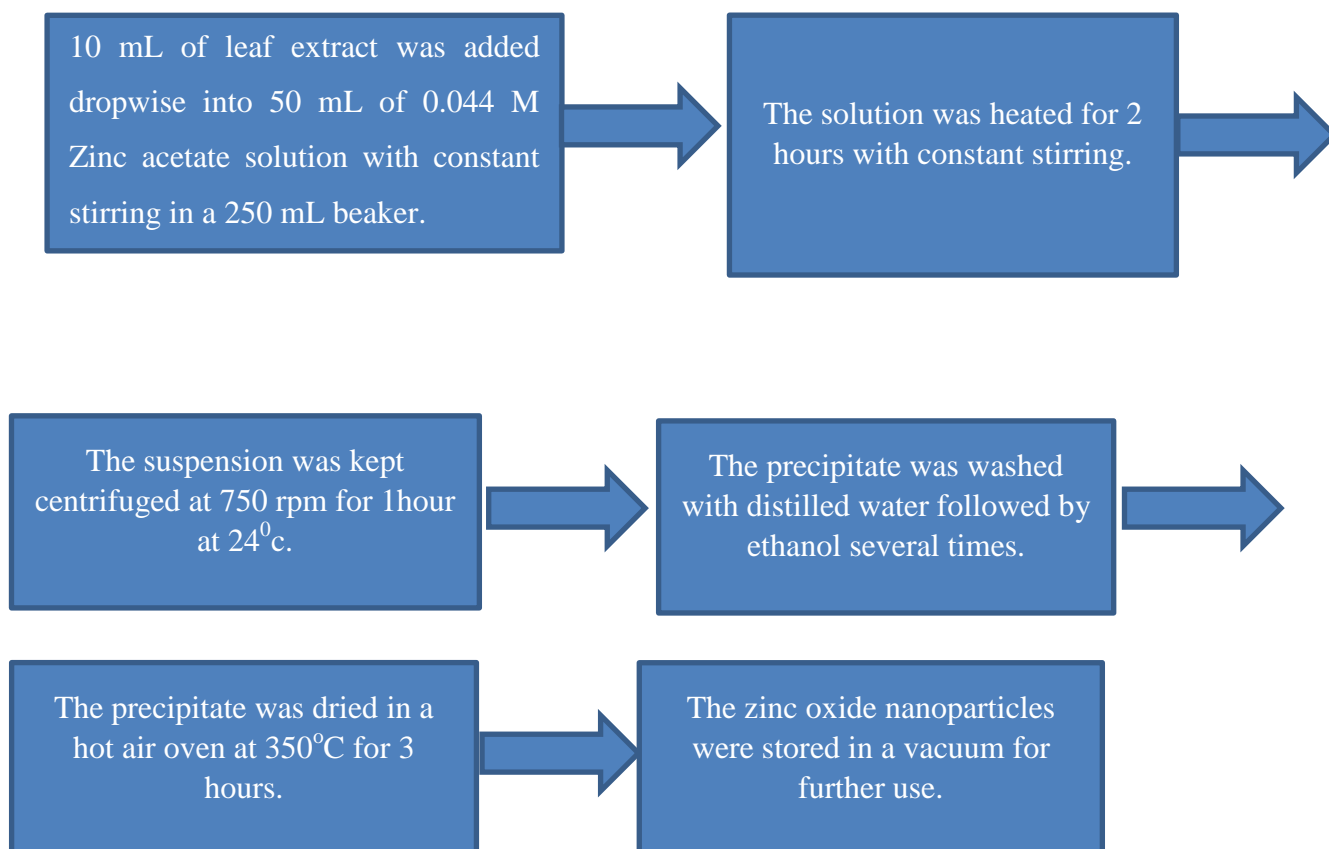 10 mL of leaf extract was added
dropwise into 50 mL of 0.044 M
Zinc acetate solution with constant
stirring in a 250 mL beaker.
The solution was heated for 2
hours with constant stirring.
The suspension was kept
centrifuged at 750 rpm for 1hour
at 24⁰c.
The precipitate was washed
with distilled water followed by
ethanol several times.
The precipitate was dried in a
hot air oven at 350ᵒC for 3
hours.
The zinc oxide nanoparticles
were stored in a vacuum for
further use.